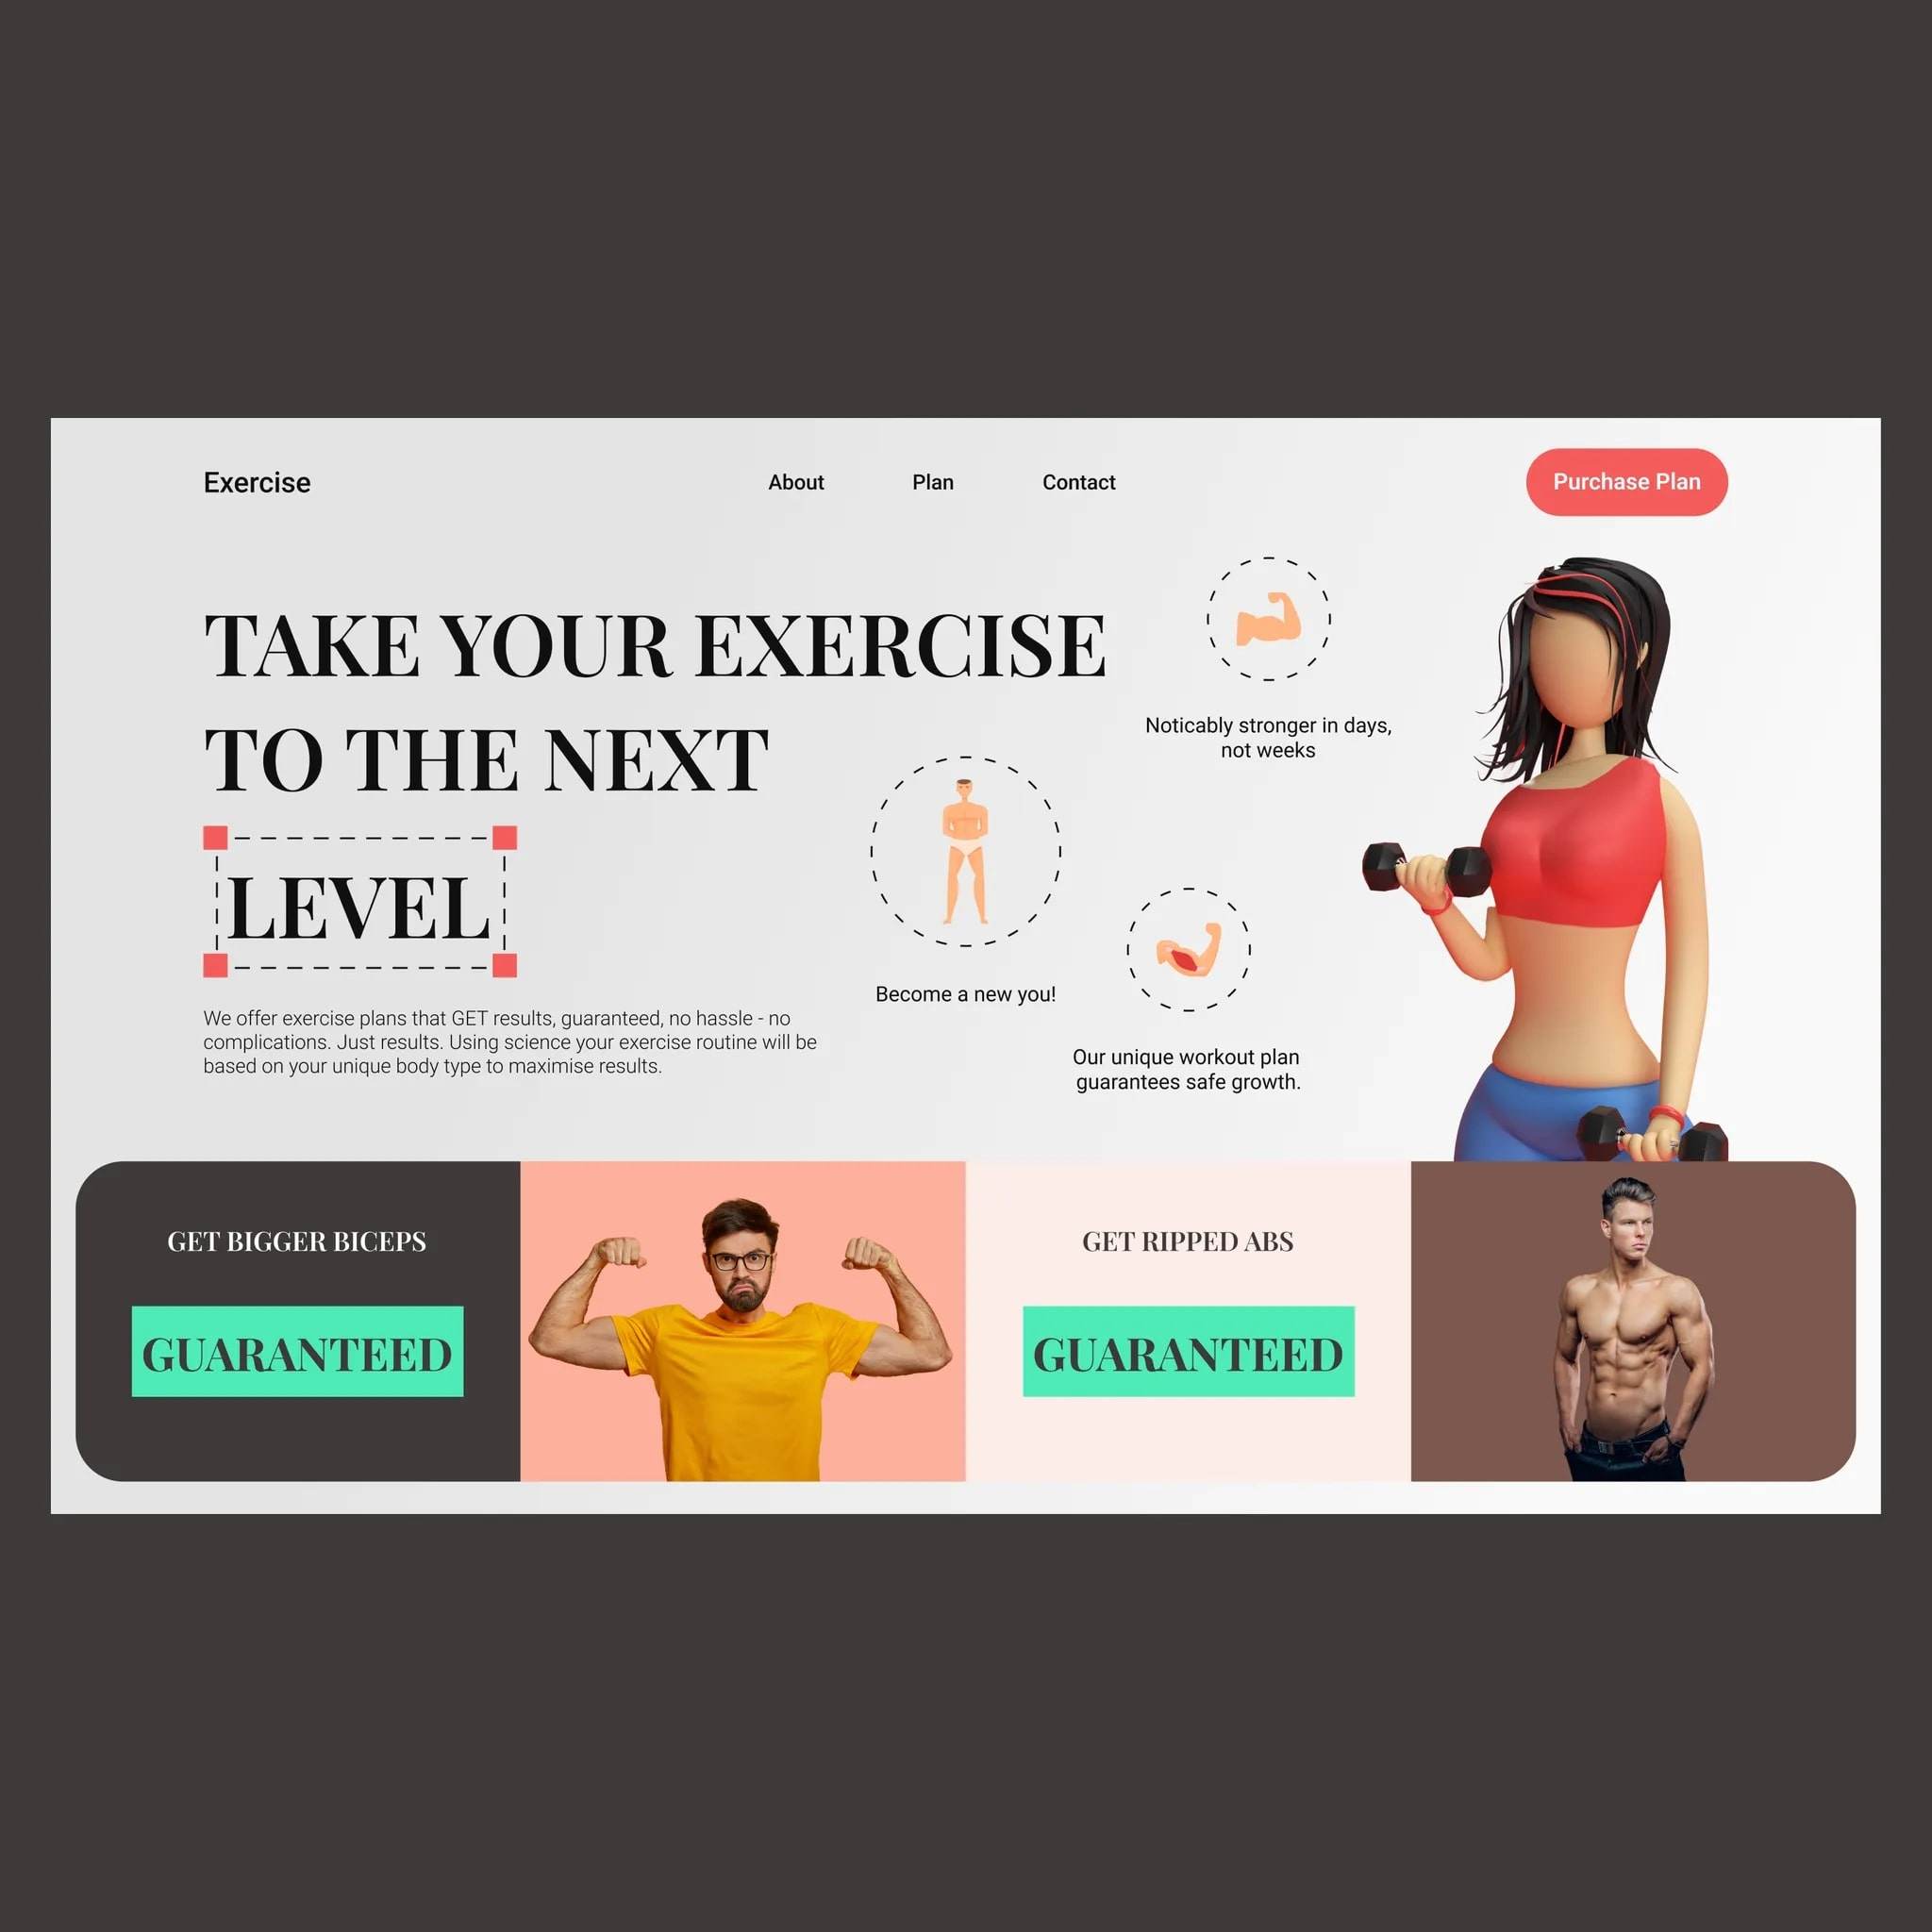 Exercise
About
Plan
Contact
Purchase Plan
TAKE YOUR EXERCISE
TO THE NEXT
LEVEL
We offer exercise plans that GET results, guaranteed, no hassle - no
complications. Just results. Using science your exercise routine will be
based on your unique body type to maximise results.
Noticably stronger in days,
not weeks
Become a new you!
Our unique workout plan
guarantees safe growth.
GET BIGGER BICEPS
GUARANTEED
GET RIPPED ABS
GUARANTEED